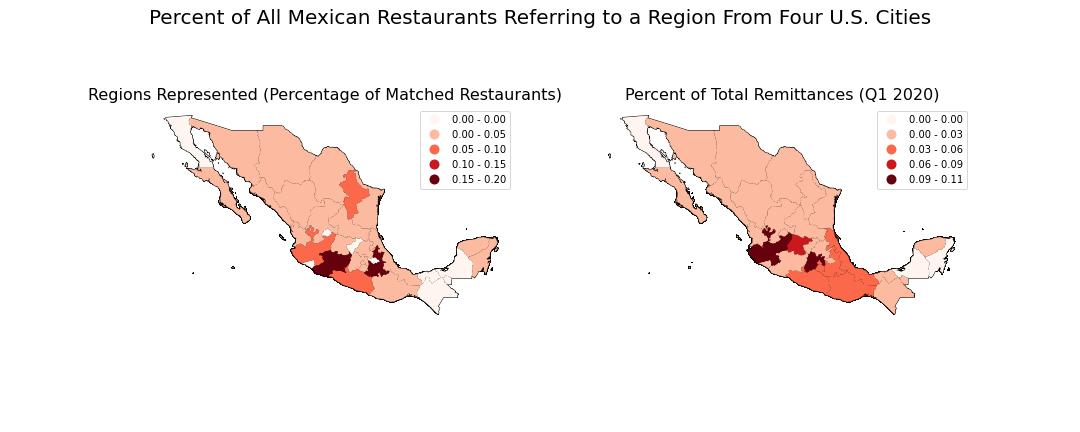 Percent of All Mexican Restaurants Referring to a Region From Four U.S. Cities
Regions Represented (Percentage of Matched Restaurants)
0.00 - 0.00
0.00 - 0.05
0.05 - 0.10
0.10 - 0.15
0.15 - 0.20
Percent of Total Remittances (Q1 2020)
0.00 - 0.00
0.00 - 0.03
0.03 - 0.06
0.06 - 0.09
0.09 - 0.11